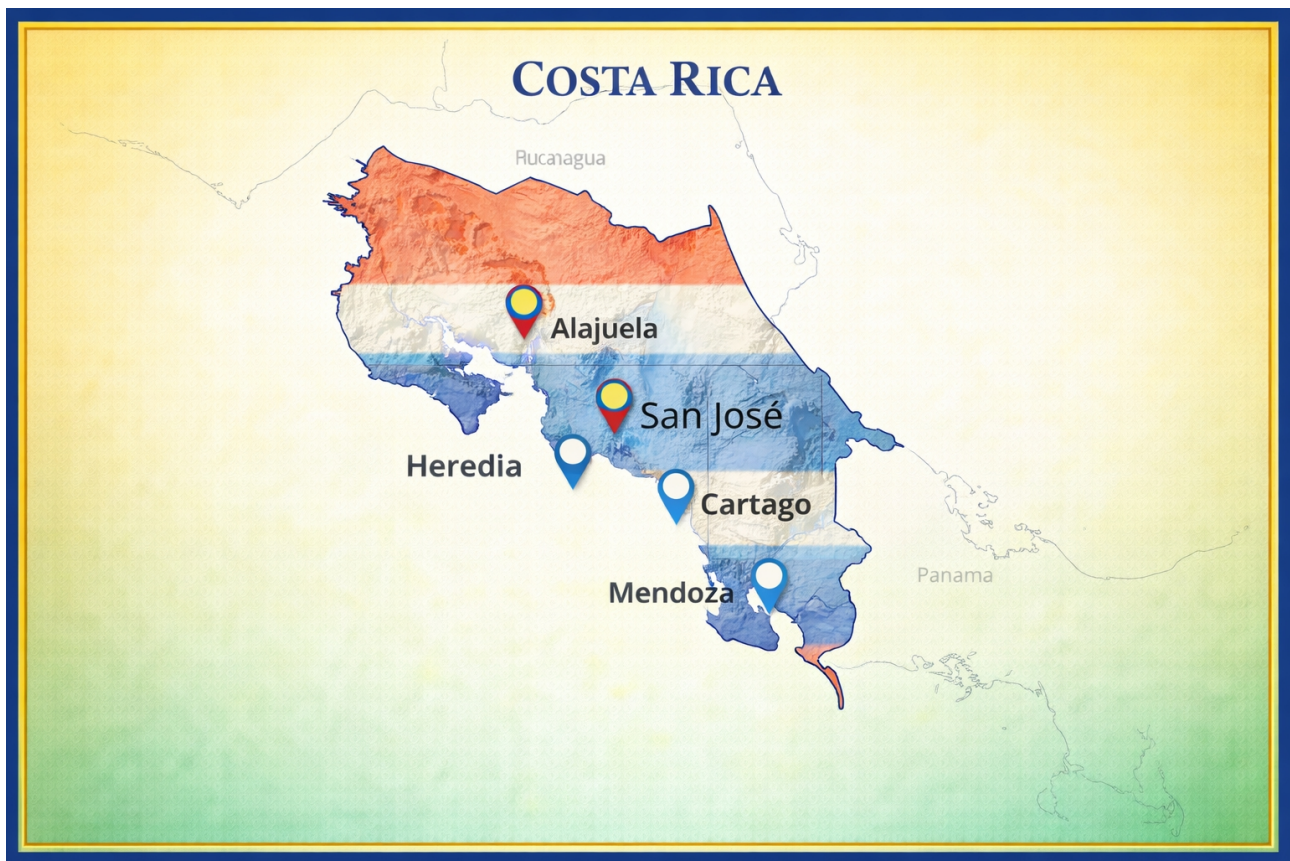 COSTA RICA
Rucanagua
Alajuela
San José
Heredia
Cartago
Mendoza
Panama